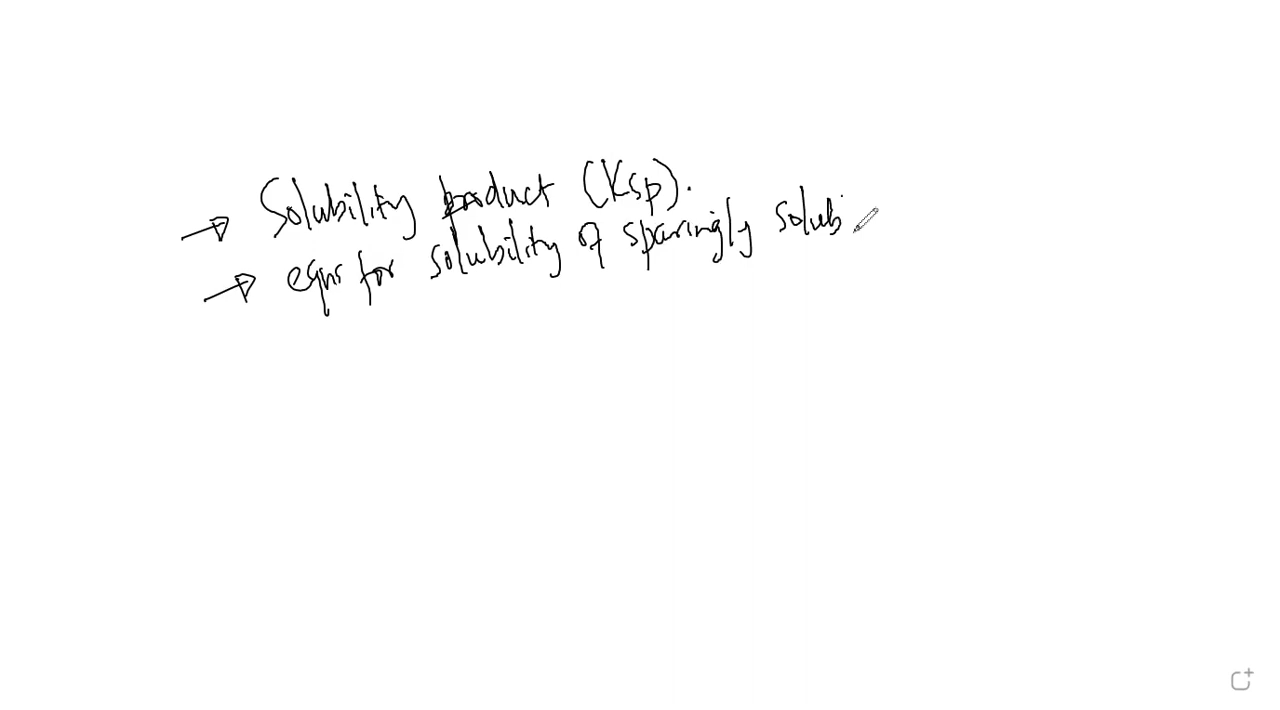 → Solubility product (Ksp).
→ eqns for solubility of sparingly solub